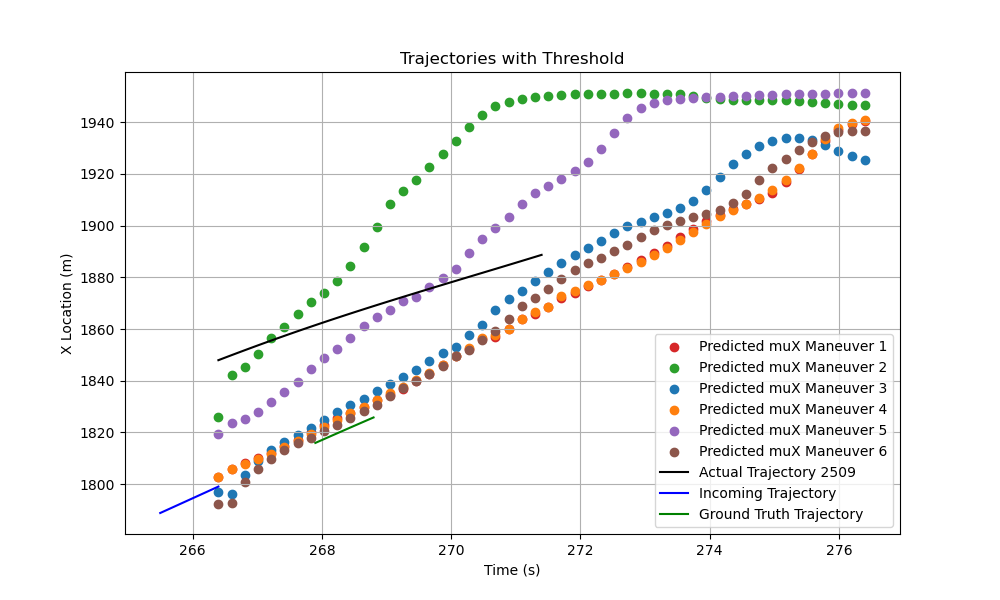 Trajectories with Threshold
X Location (m)
1940
1920
1900
1880
1860
1840
1820
1800
Predicted muX Maneuver 1
Predicted muX Maneuver 2
Predicted muX Maneuver 3
Predicted muX Maneuver 4
Predicted muX Maneuver 5
Predicted muX Maneuver 6
Actual Trajectory 2509
Incoming Trajectory
Ground Truth Trajectory
266 268 270 272 274 276
Time (s)